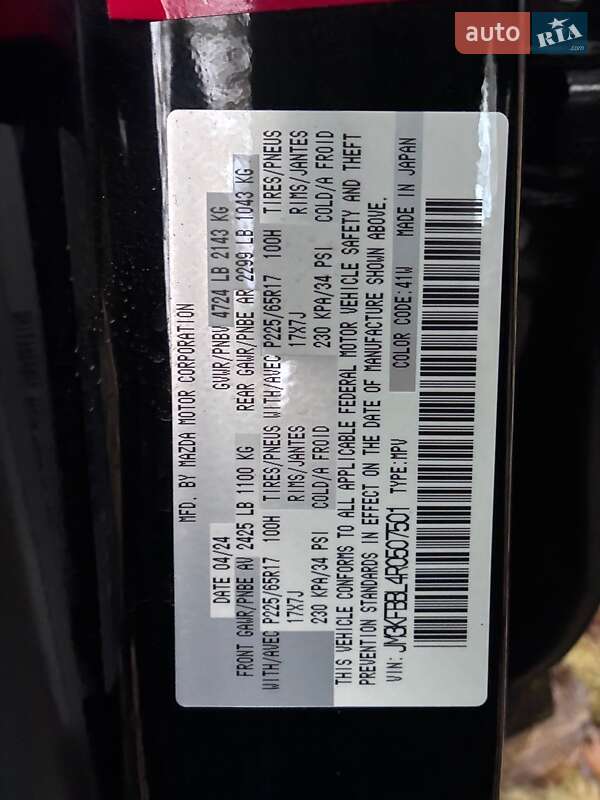 auto RIA.com
MFD. BY MAZDA MOTOR CORPORATION
DATE 04/24 GVWR/PNBV 4724 LB 2143 KG
FRONT GAWR/PNBE AV 2425 LB 1100 KG REAR GAWR/PNBE AR 2299 LB 1043 KG
WITH/AVEC P225/65R17 100H TIRES/PNEUS WITH/AVEC P225/65R17 100H TIRES/PNEUS
17X7J RIMS/JANTES 17X7J RIMS/JANTES
230 KPA/34 PSI COLD/A FROID 230 KPA/34 PSI COLD/A FROID
THIS VEHICLE CONFORMS TO ALL APPLICABLE FEDERAL MOTOR VEHICLE SAFETY AND THEFT
PREVENTION STANDARDS IN EFFECT ON THE DATE OF MANUFACTURE SHOWN ABOVE.
VIN: JM3KFBBL4R0507501 TYPE:MPV COLOR CODE:41W MADE IN JAPAN